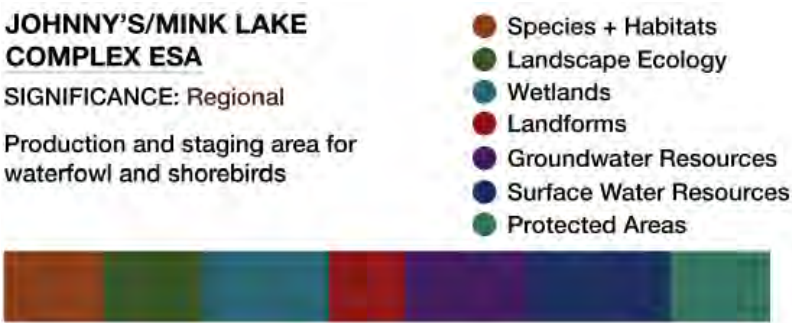 JOHNNY'S/MINK LAKE
COMPLEX ESA
SIGNIFICANCE: Regional
Production and staging area for
waterfowl and shorebirds
Species + Habitats
Landscape Ecology
Wetlands
Landforms
Groundwater Resources
Surface Water Resources
Protected Areas